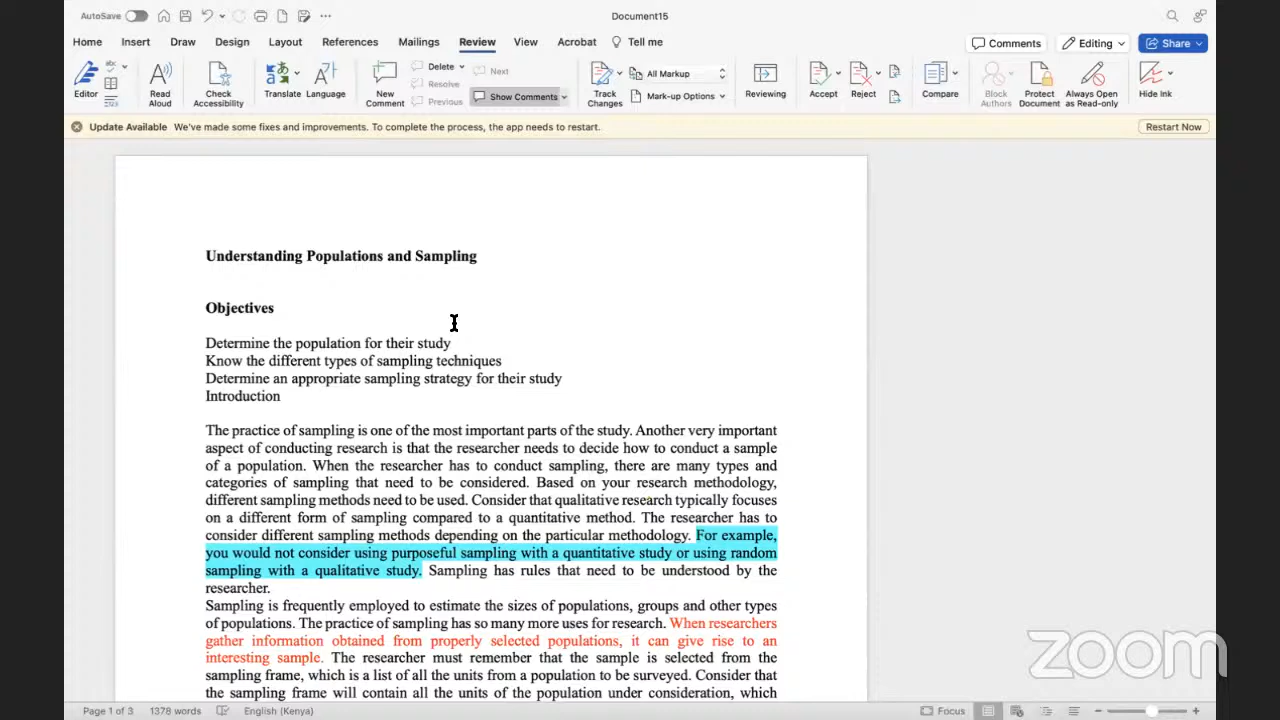 AutoSave
Document15
Home Insert Draw Design Layout References Mailings Review View Acrobat Tell me
Comments Editing Share
Editor Read Aloud Check Accessibility Translate Language New Comment Delete Resolve Previous Next Show Comments Track Changes All Markup Mark-up Options Reviewing Accept Reject Compare Block Authors Protect Document Always Open as Read-only Hide Ink
Update Available We've made some fixes and improvements. To complete the process, the app needs to restart. Restart Now
Understanding Populations and Sampling
Objectives
Determine the population for their study
Know the different types of sampling techniques
Determine an appropriate sampling strategy for their study
Introduction
The practice of sampling is one of the most important parts of the study. Another very important
aspect of conducting research is that the researcher needs to decide how to conduct a sample
of a population. When the researcher has to conduct sampling, there are many types and
categories of sampling that need to be considered. Based on your research methodology,
different sampling methods need to be used. Consider that qualitative research typically focuses
on a different form of sampling compared to a quantitative method. The researcher has to
consider different sampling methods depending on the particular methodology. For example,
you would not consider using purposeful sampling with a quantitative study or using random
sampling with a qualitative study. Sampling has rules that need to be understood by the
researcher.
Sampling is frequently employed to estimate the sizes of populations, groups and other types
of populations. The practice of sampling has so many more uses for research. When researchers
gather information obtained from properly selected populations, it can give rise to an
interesting sample. The researcher must remember that the sample is selected from the
sampling frame, which is a list of all the units from a population to be surveyed. Consider that
the sampling frame will contain all the units of the population under consideration, which
zoom
Page 1 of 3 1378 words English (Kenya) Focus